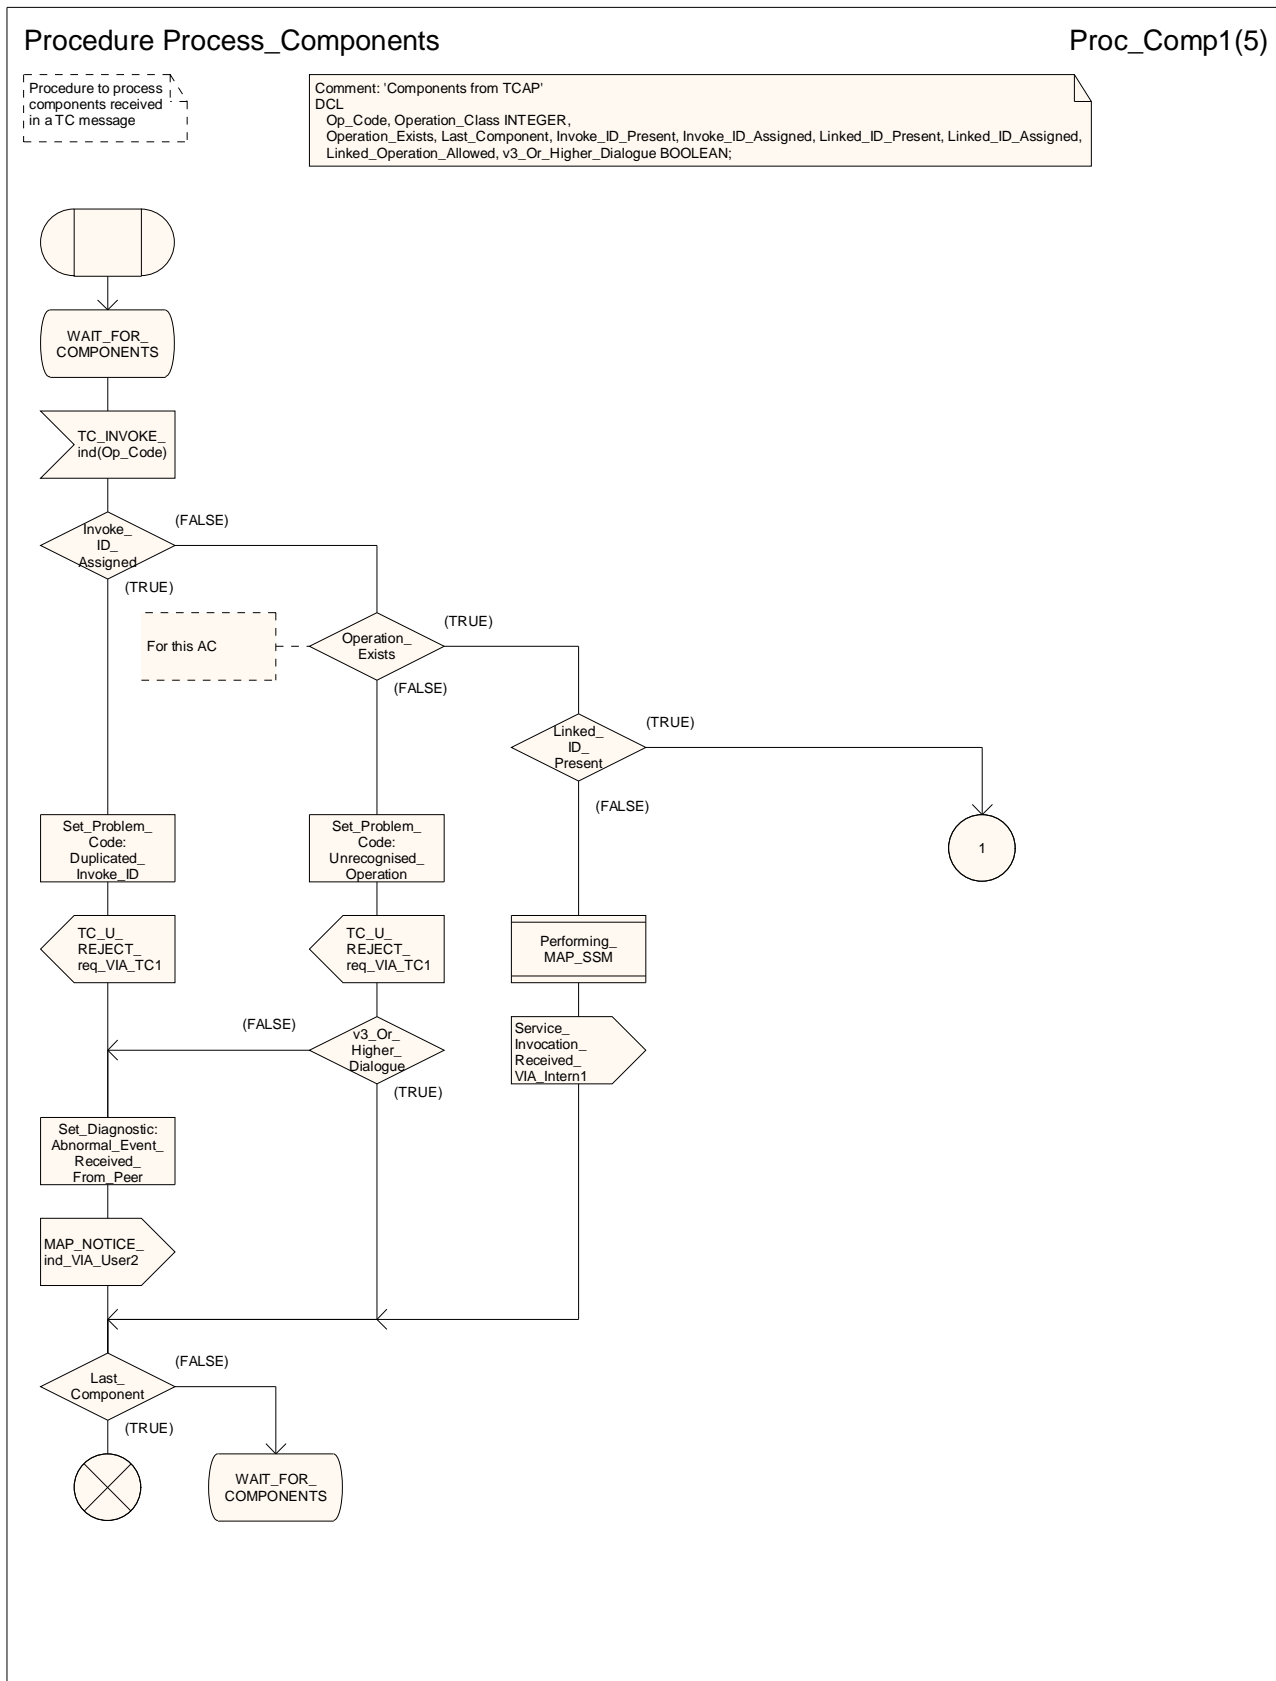 Procedure Process_Components
Proc_Comp1(5)
Procedure to process
components received
in a TC message
Comment: 'Components from TCAP'
DCL
Op_Code, Operation_Class INTEGER,
Operation_Exists, Last_Component, Invoke_ID_Present, Invoke_ID_Assigned, Linked_ID_Present, Linked_ID_Assigned,
Linked_Operation_Allowed, v3_Or_Higher_Dialogue BOOLEAN;
WAIT_FOR_
COMPONENTS
TC_INVOKE_
ind(Op_Code)
Invoke_
ID_
Assigned
(FALSE)
(TRUE)
For this AC
Operation_
Exists
(TRUE)
(FALSE)
Linked_
ID_
Present
(TRUE)
(FALSE)
1
Set_Problem_
Code:
Duplicated_
Invoke_ID
Set_Problem_
Code:
Unrecognised_
Operation
TC_U_
REJECT_
req_VIA_TC1
TC_U_
REJECT_
req_VIA_TC1
Performing_
MAP_SSM
(FALSE)
v3_Or_
Higher_
Dialogue
(TRUE)
Service_
Invocation_
Received_
VIA_Intern1
Set_Diagnostic:
Abnormal_Event_
Received_
From_Peer
MAP_NOTICE_
ind_VIA_User2
Last_
Component
(FALSE)
(TRUE)
WAIT_FOR_
COMPONENTS